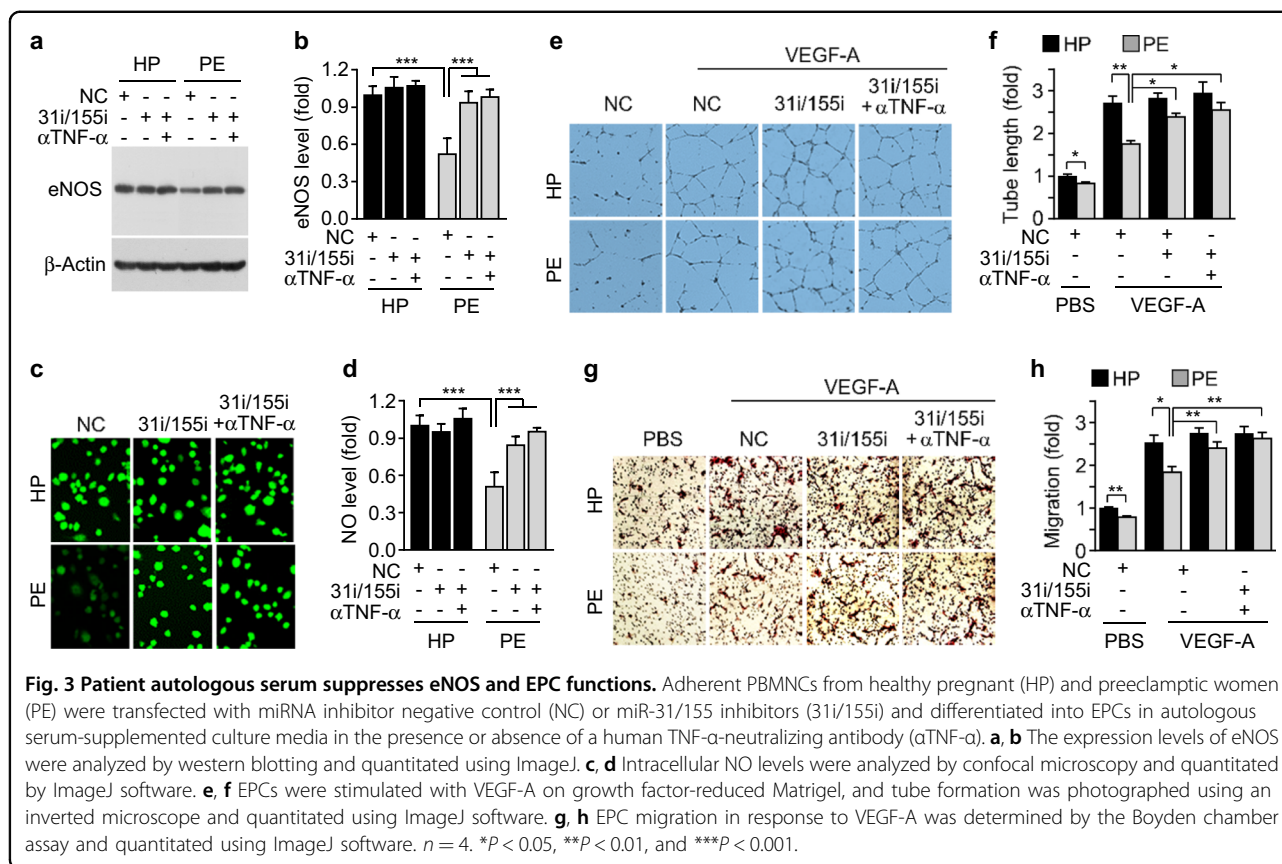 a
HP PE
NC + - - + - -
31i/155i - + + - + +
αTNF-α - - + - - +
eNOS
β-Actin
b
*** ***
eNOS level (fold)
1.2
0.9
0.6
0.3
0.0
NC + - - + - -
31i/155i - + + - + +
αTNF-α - - + - - +
HP PE
c
NC 31i/155i 31i/155i
+αTNF-α
HP
PE
d
*** ***
NO level (fold)
1.2
0.9
0.6
0.3
0.0
NC + - - + - -
31i/155i - + + - + +
αTNF-α - - + - - +
HP PE
e
VEGF-A
NC NC 31i/155i 31i/155i
+ αTNF-α
HP
PE
f
HP PE
** * *
*
Tube length (fold)
3
2
1
0
NC + + + -
31i/155i - - + +
αTNF-α - - - +
PBS VEGF-A
g
VEGF-A
PBS NC 31i/155i 31i/155i
+ αTNF-α
HP
PE
h
HP PE
* ** **
**
Migration (fold)
3
2
1
0
NC + + - -
31i/155i - - + +
αTNF-α - - - +
PBS VEGF-A
Fig. 3 Patient autologous serum suppresses eNOS and EPC functions. Adherent PBMNCs from healthy pregnant (HP) and preeclamptic women
(PE) were transfected with miRNA inhibitor negative control (NC) or miR-31/155 inhibitors (31i/155i) and differentiated into EPCs in autologous
serum-supplemented culture media in the presence or absence of a human TNF-α-neutralizing antibody (αTNF-α). a, b The expression levels of eNOS
were analyzed by western blotting and quantitated using ImageJ. c, d Intracellular NO levels were analyzed by confocal microscopy and quantitated
by ImageJ software. e, f EPCs were stimulated with VEGF-A on growth factor-reduced Matrigel, and tube formation was photographed using an
inverted microscope and quantitated using ImageJ software. g, h EPC migration in response to VEGF-A was determined by the Boyden chamber
assay and quantitated using ImageJ software. n = 4. *P < 0.05, **P < 0.01, and ***P < 0.001.